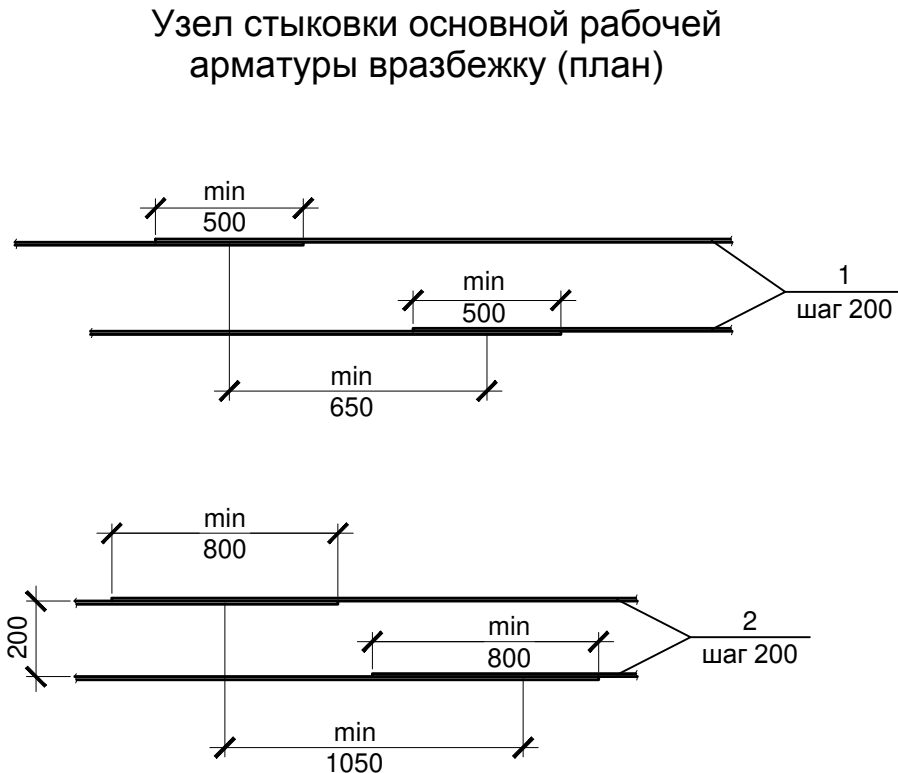 Узел стыковки основной рабочей
арматуры вразбежку (план)
min
500
min
500
1
шаг 200
min
650
min
800
200
min
800
2
шаг 200
min
1050